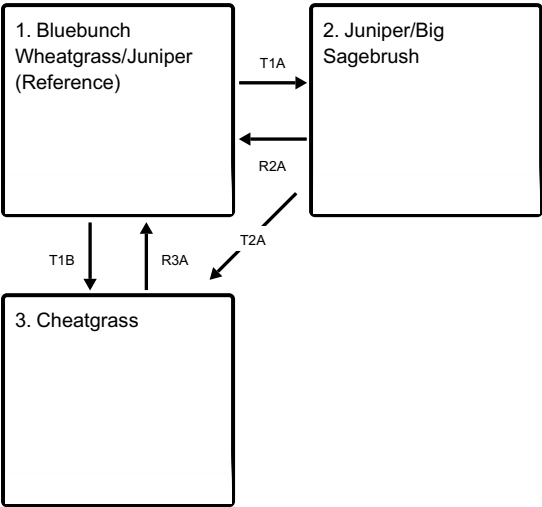 1. Bluebunch
Wheatgrass/Juniper
(Reference)
T1A
2. Juniper/Big
Sagebrush
R2A
T2A
T1B
R3A
3. Cheatgrass